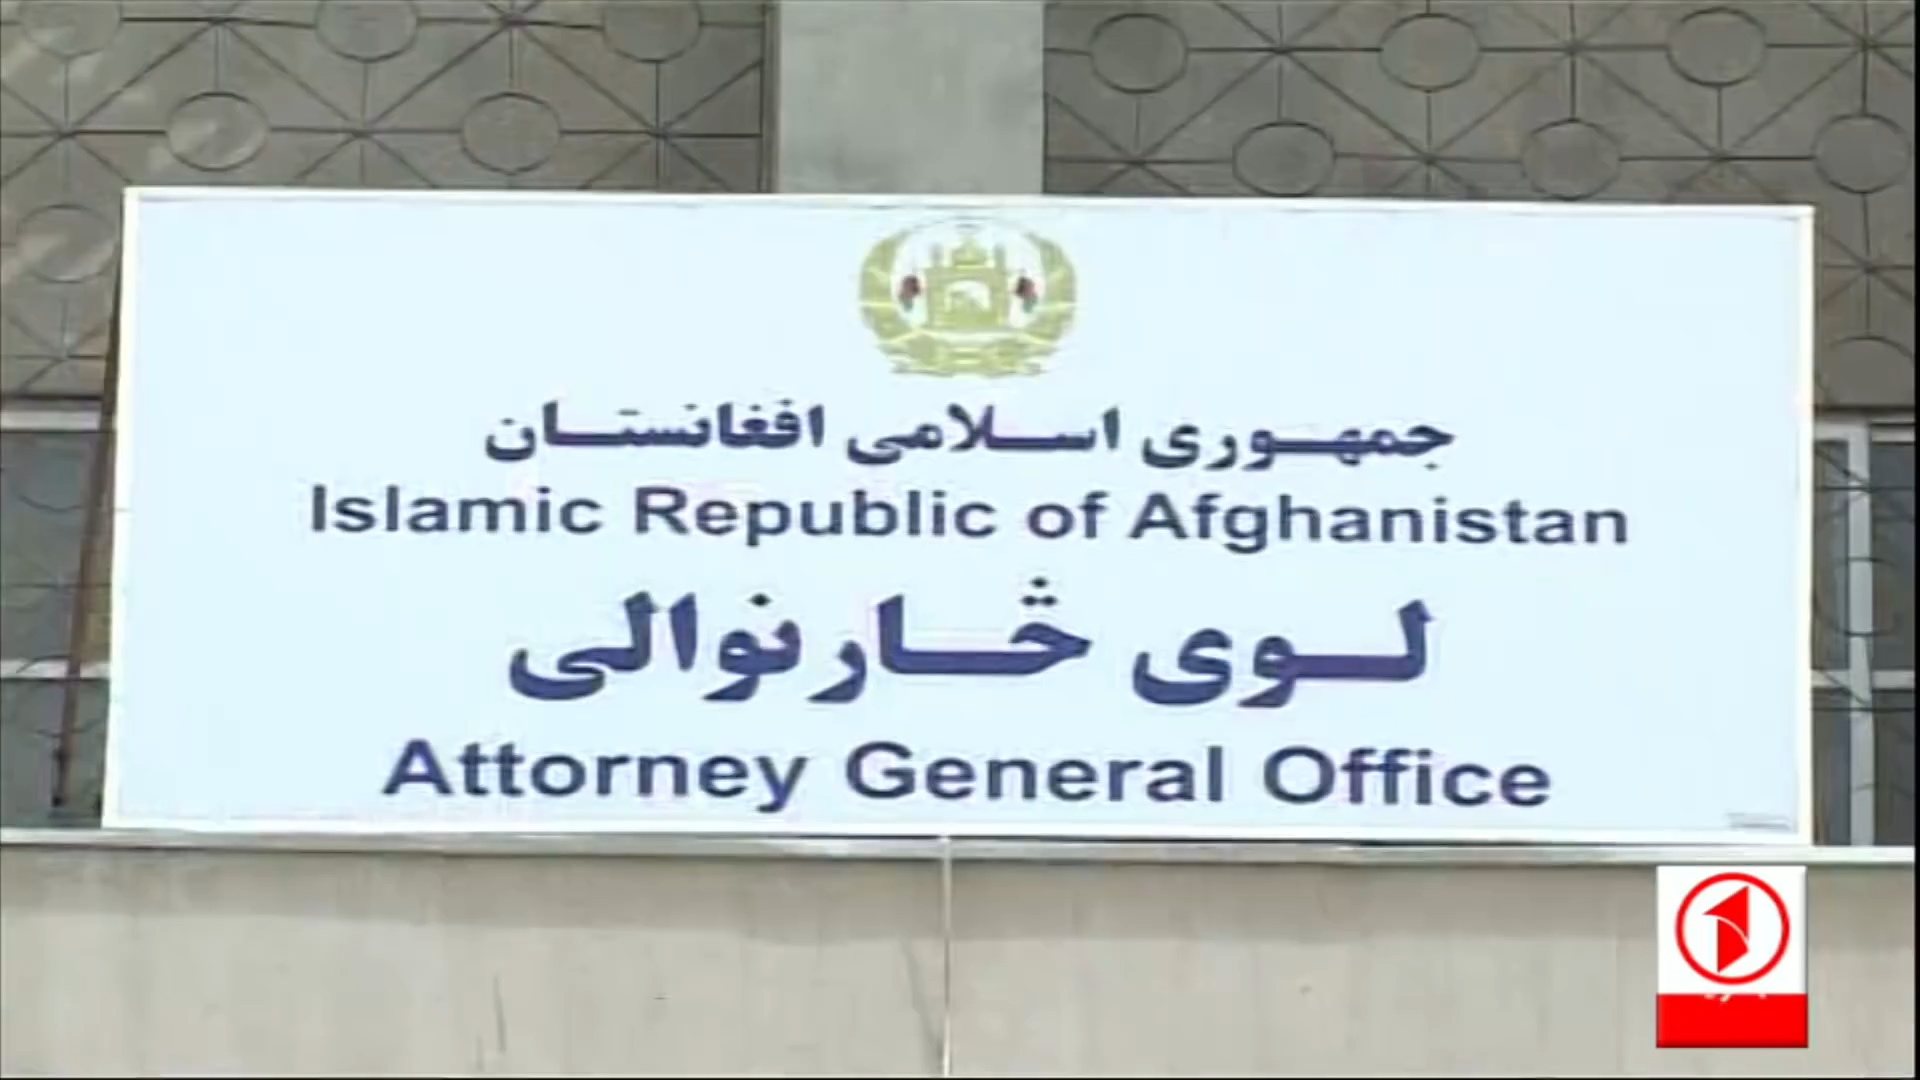 جمهوری اسلامی افغانستان
Islamic Republic of Afghanistan
لوی څارنوالی
Attorney General Office